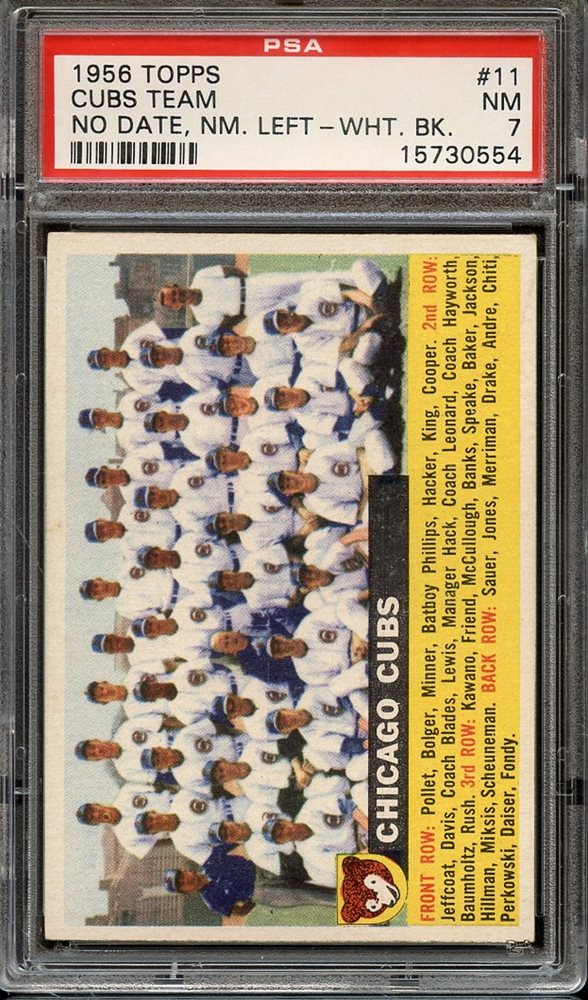 PSA
1956 TOPPS #11
CUBS TEAM NM
NO DATE, NM. LEFT – WHT. BK. 7
15730554
CHICAGO CUBS
FRONT ROW: Pollet, Bolger, Minner, Batboy Phillips, Hacker, King, Cooper. 2nd ROW:
Jeffcoat, Davis, Coach Blades, Lewis, Manager Hack, Coach Leonard, Coach Hayworth,
Baumholtz, Rush. 3rd ROW: Kawano, Friend, McCullough, Banks, Speake, Baker, Jackson,
Hillman, Miksis, Scheuneman. BACK ROW: Sauer, Jones, Merriman, Drake, Andre, Chiti,
Perkowski, Daiser, Fondy.